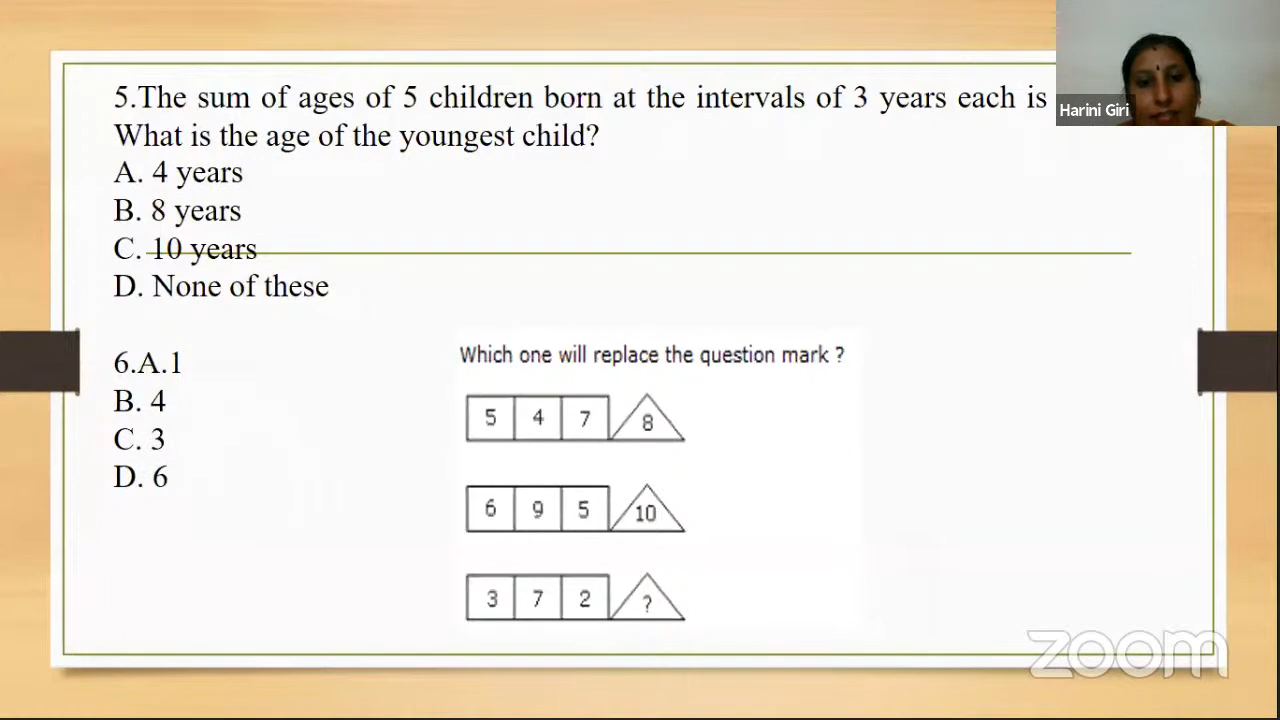 5.The sum of ages of 5 children born at the intervals of 3 years each is
What is the age of the youngest child?
A. 4 years
B. 8 years
C. 10 years
D. None of these
6.A.1
B. 4
C. 3
D. 6
Which one will replace the question mark ?
5 4 7 8
6 9 5 10
3 7 2 ?
Harini Giri
zoom